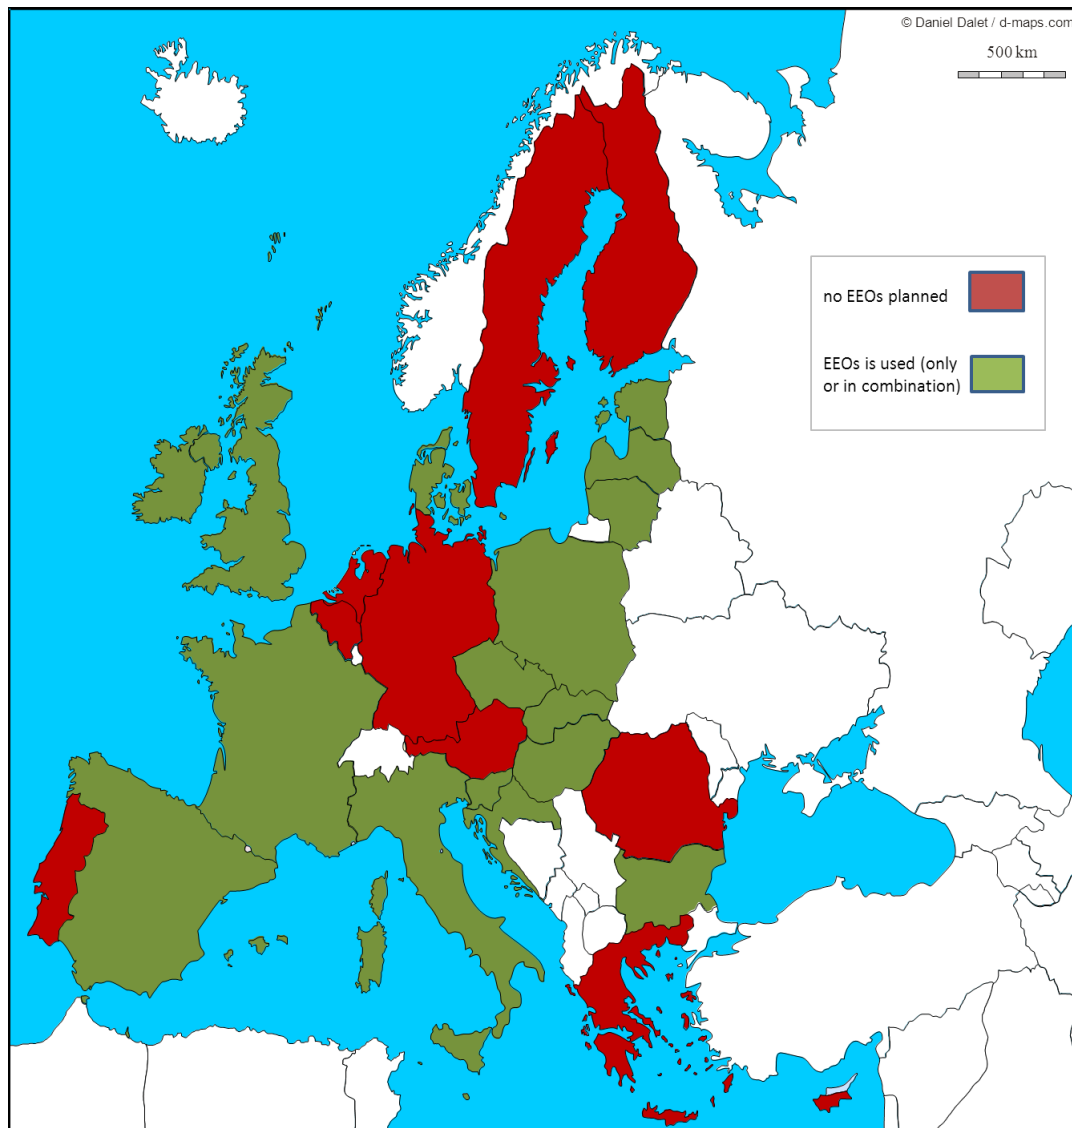 © Daniel Dalet / d-maps.com
500 km
no EEOs planned
EEOs is used (only
or in combination)